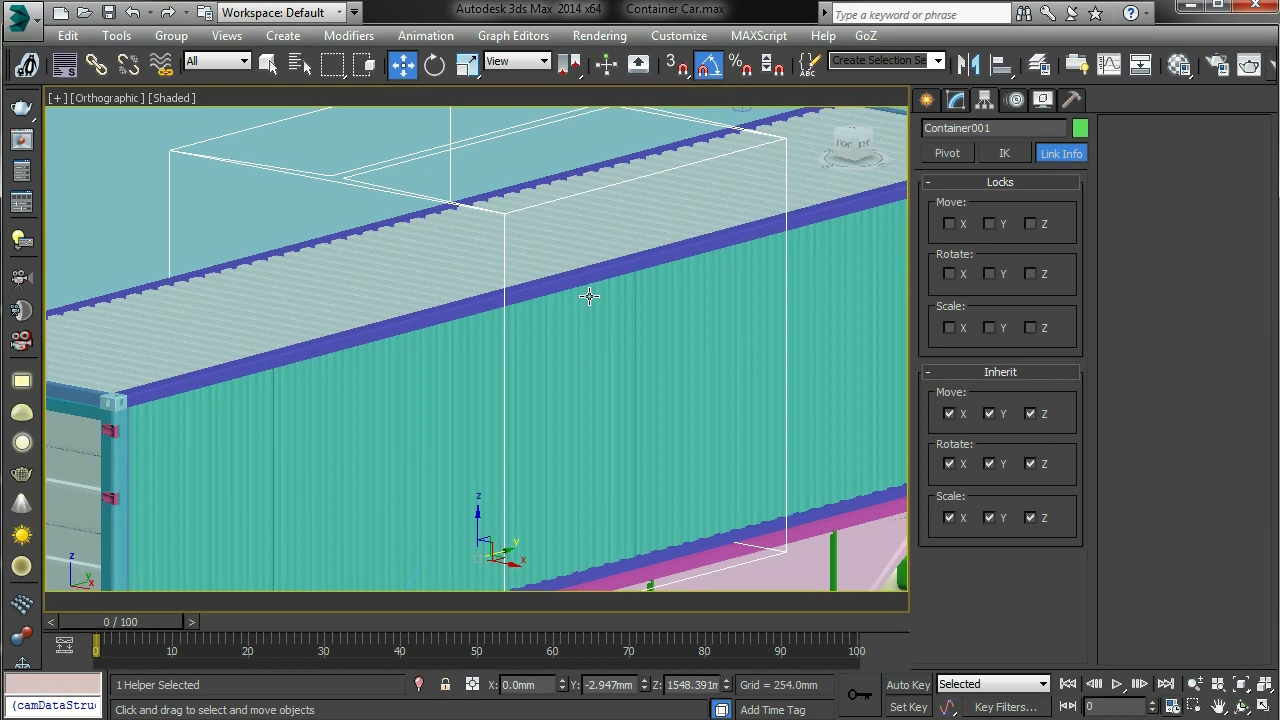 Workspace: Default
Autodesk 3ds Max 2014 x64
Container Car.max
Type a keyword or phrase
Edit
Tools
Group
Views
Create
Modifiers
Animation
Graph Editors
Rendering
Customize
MAXScript
Help
GoZ
All
View
3
Create Selection Se
ABC
[+] [Orthographic] [Shaded]
Container001
Pivot
IK
Link Info
- Locks
Move:
X Y Z
Rotate:
X Y Z
Scale:
X Y Z
- Inherit
Move:
X Y Z
Rotate:
X Y Z
Scale:
X Y Z
z
y
x
z
y
x
< 0 / 100 >
0 10 20 30 40 50 60 70 80 90 100
1 Helper Selected
X: 0.0mm
Y: -2.947mm
Z: 1548.391m
Grid = 254.0mm
Auto Key
Selected
(camDataStruc
Click and drag to select and move objects
Add Time Tag
Set Key
Key Filters...
0